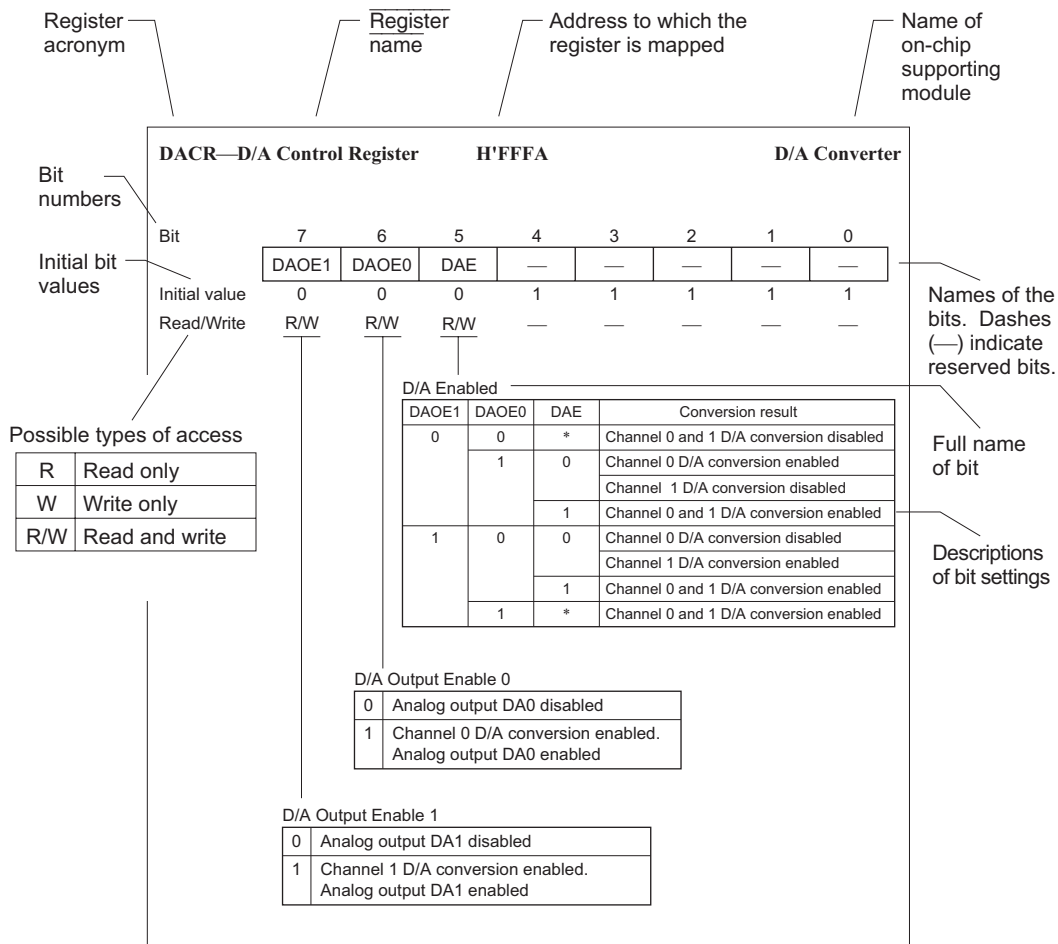 Register
acronym
Register
name
Address to which the
register is mapped
Name of
on-chip
supporting
module
DACR—D/A Control Register H'FFFA D/A Converter
Bit
numbers
Bit 7 6 5 4 3 2 1 0
DAOE1 DAOE0 DAE — — — — —
Initial bit
values
Initial value 0 0 0 1 1 1 1 1
Read/Write R/W R/W R/W — — — — —
Names of the
bits. Dashes
(—) indicate
reserved bits.
D/A Enabled
DAOE1 DAOE0 DAE Conversion result
0 0 * Channel 0 and 1 D/A conversion disabled
1 0 Channel 0 D/A conversion enabled
Channel 1 D/A conversion disabled
1 Channel 0 and 1 D/A conversion enabled
1 0 0 Channel 0 D/A conversion disabled
Channel 1 D/A conversion enabled
1 Channel 0 and 1 D/A conversion enabled
1 * Channel 0 and 1 D/A conversion enabled
Full name
of bit
Descriptions
of bit settings
Possible types of access
R Read only
W Write only
R/W Read and write
D/A Output Enable 0
0 Analog output DA0 disabled
1 Channel 0 D/A conversion enabled.
Analog output DA0 enabled
D/A Output Enable 1
0 Analog output DA1 disabled
1 Channel 1 D/A conversion enabled.
Analog output DA1 enabled